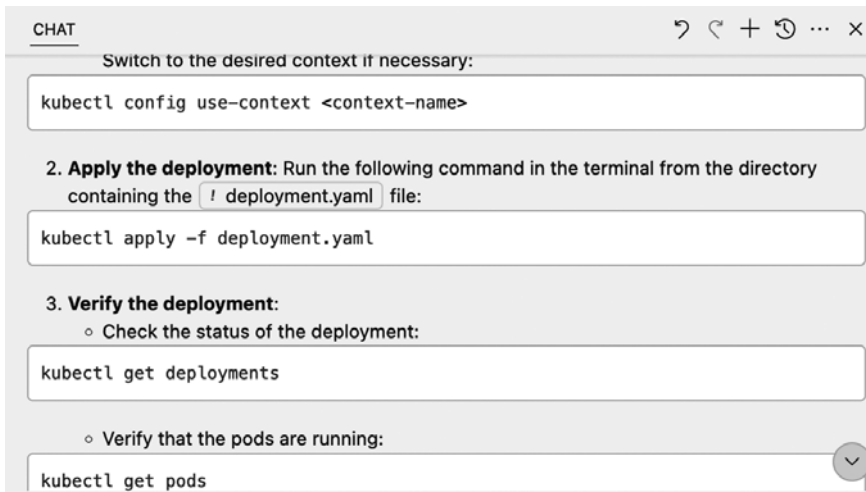 CHAT
Switch to the desired context if necessary:
kubectl config use-context <context-name>
2. Apply the deployment: Run the following command in the terminal from the directory
containing the ! deployment.yaml file:
kubectl apply -f deployment.yaml
3. Verify the deployment:
○ Check the status of the deployment:
kubectl get deployments
○ Verify that the pods are running:
kubectl get pods